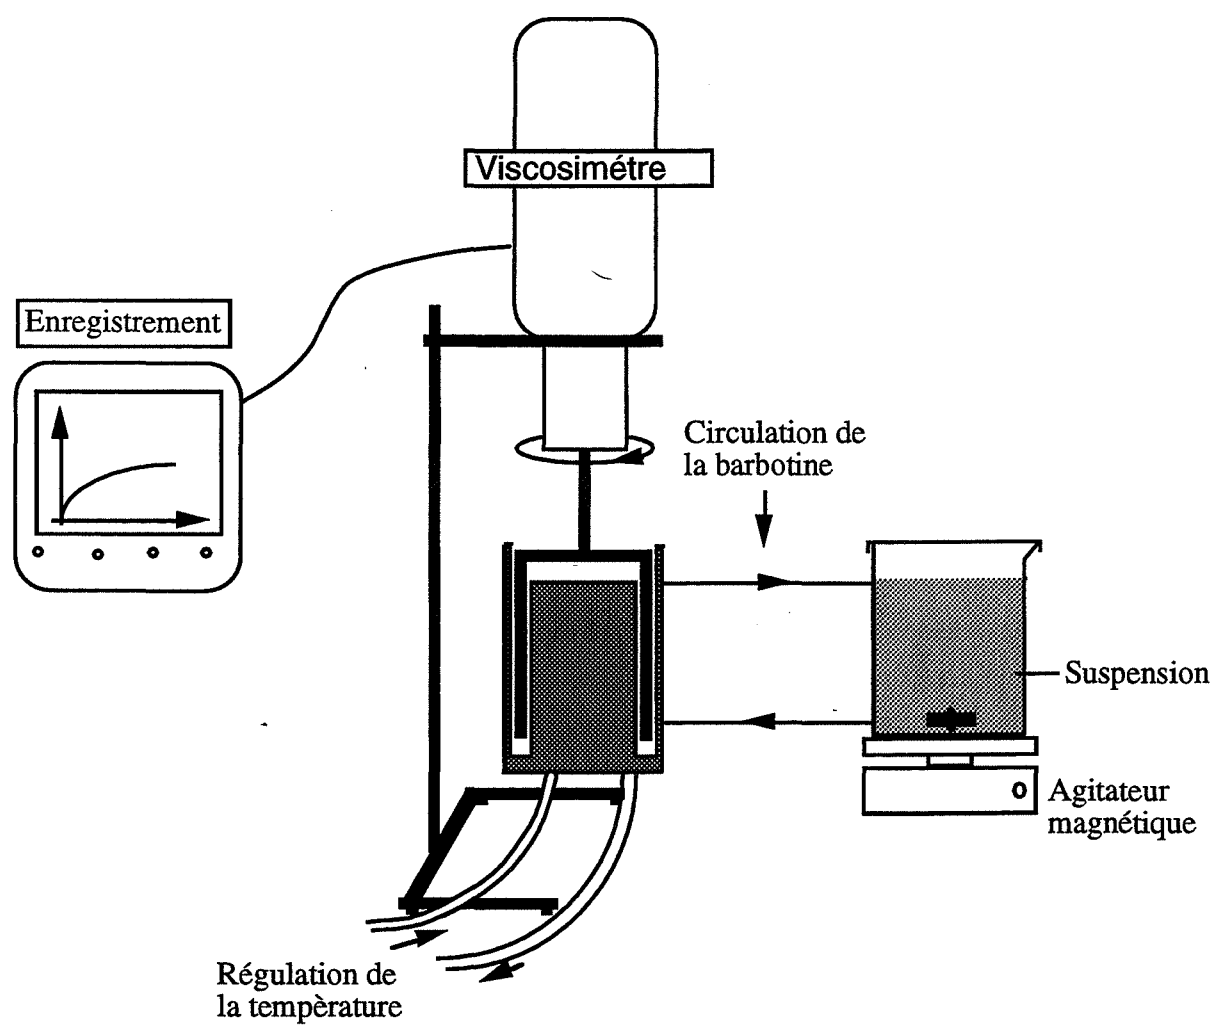 Viscosimétre
Enregistrement
Circulation de
la barbotine
Suspension
Agitateur
magnétique
Régulation de
la tempèrature